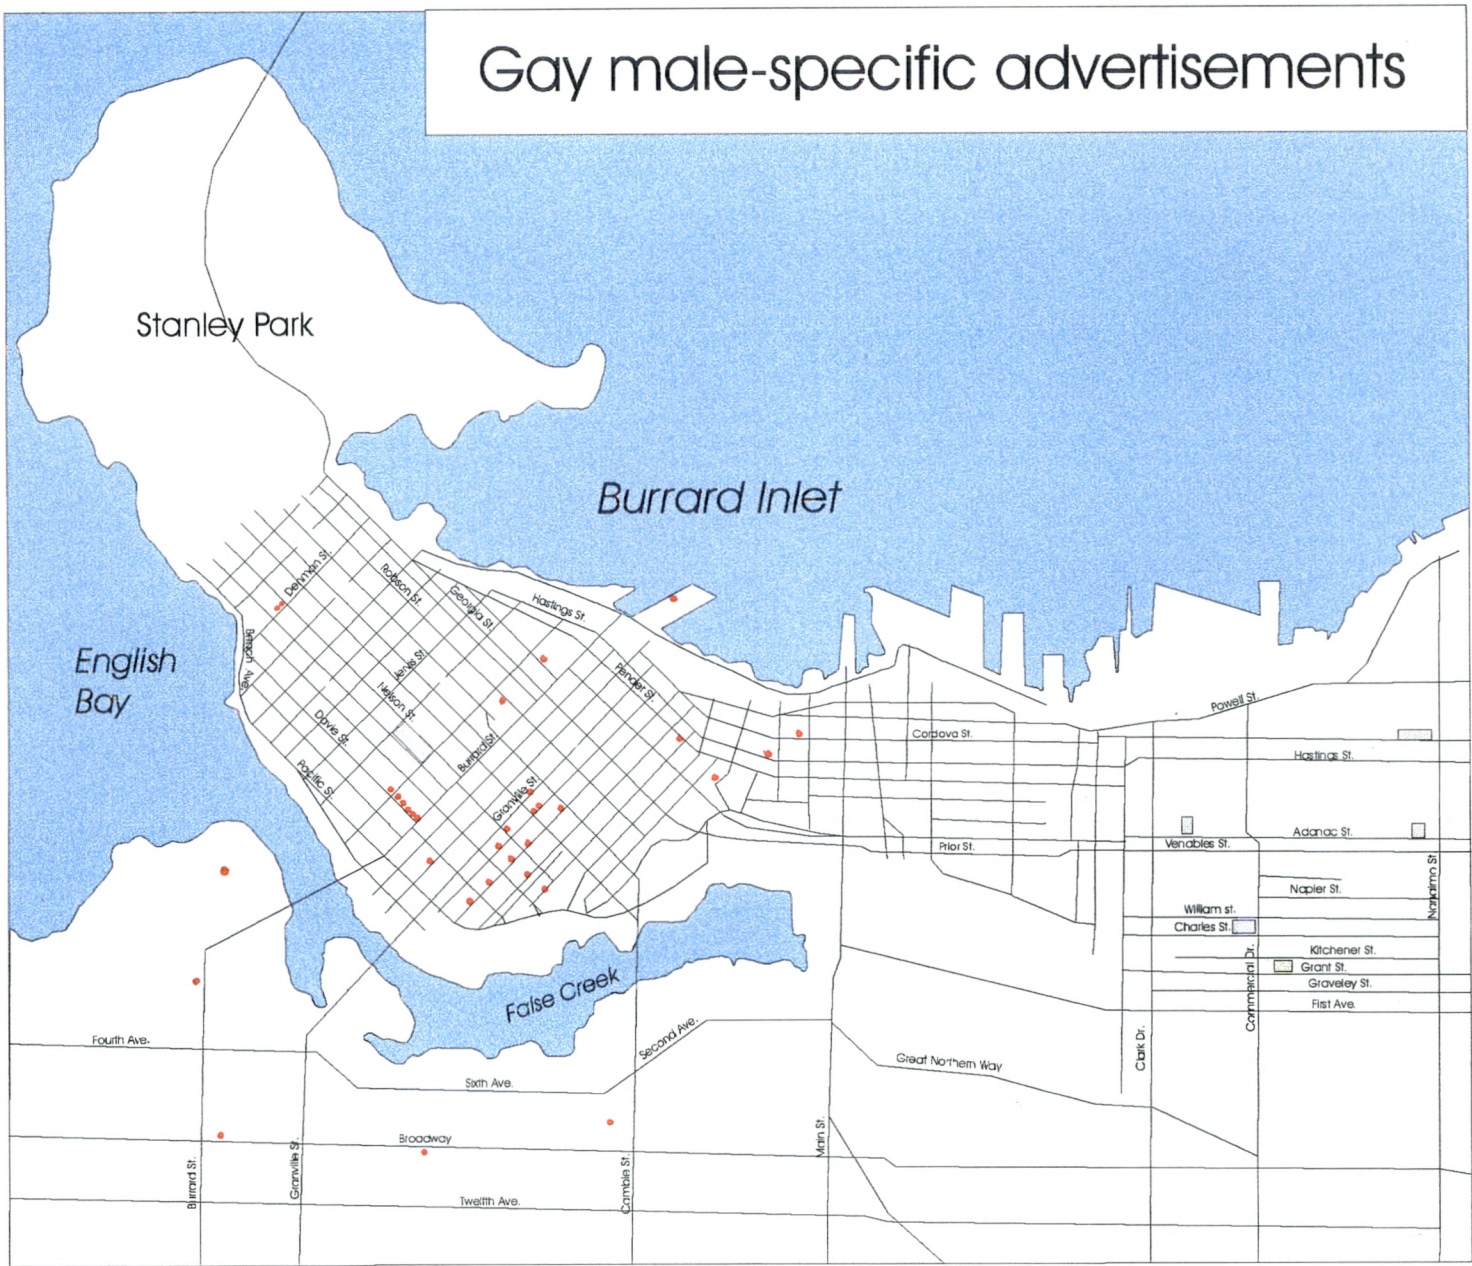 Gay male-specific advertisements
Stanley Park
Burrard Inlet
English
Bay
Denman St.
Robson St.
Georgia St.
Hastings St.
Beach Ave.
Jervis St.
Nelson St.
Pender St.
Davie St.
Burrard St.
Pacific St.
Granville St.
Powell St.
Cordova St.
Hastings St.
Adanac St.
Venables St.
Prior St.
Nanaimo St
Napier St.
William st.
Charles St.
Kitchener St.
Grant St.
Graveley St.
First Ave.
Commercial Dr.
Clark Dr.
False Creek
Second Ave.
Great Northern Way
Fourth Ave.
Sixth Ave.
Broadway
Main St.
Burrard St.
Granville St.
Cambie St.
Twelfth Ave.